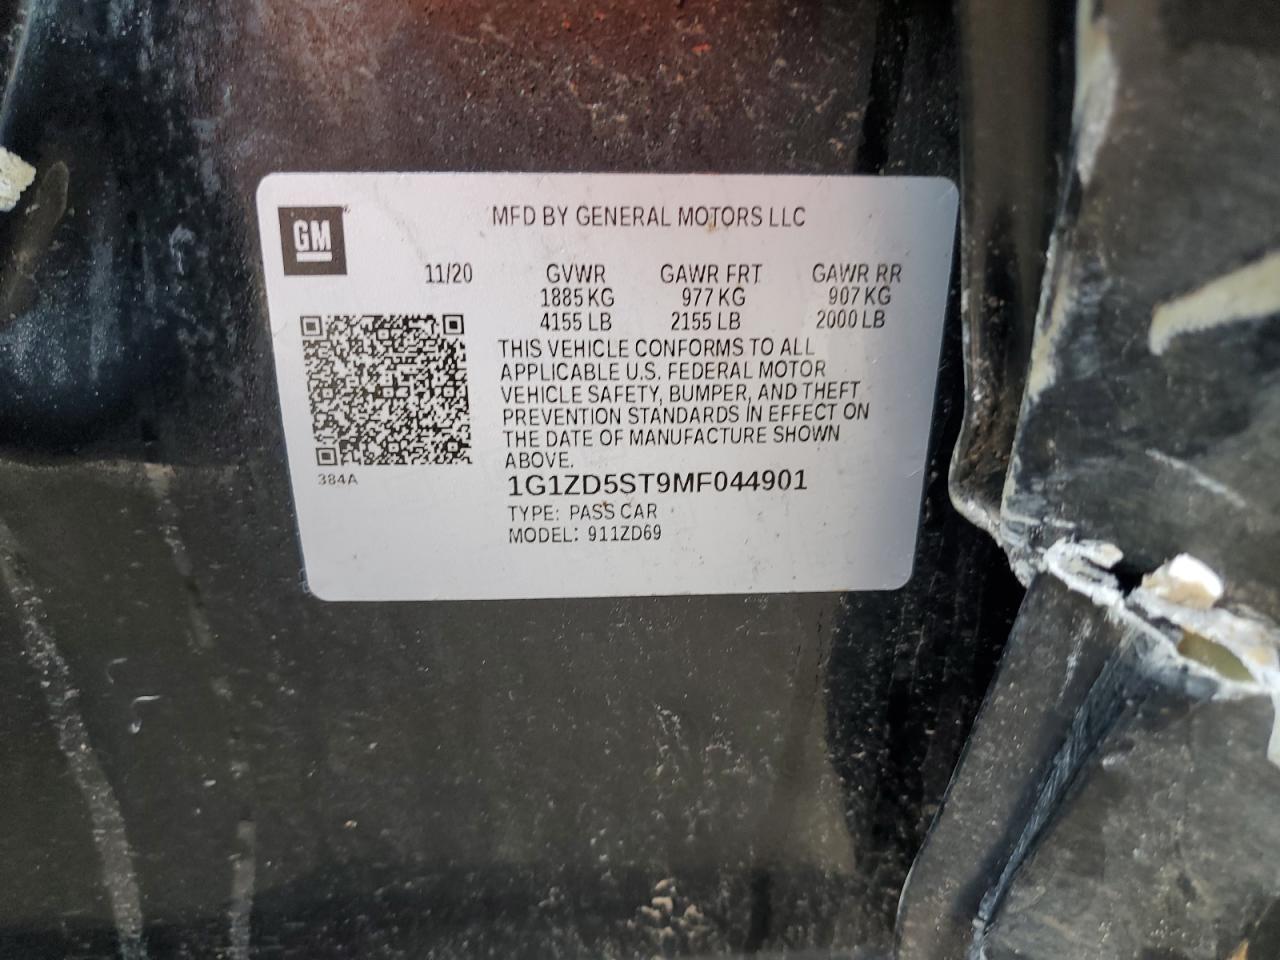 GM
MFD BY GENERAL MOTORS LLC
11/20 GVWR GAWR FRT GAWR RR
1885 KG 977 KG 907 KG
4155 LB 2155 LB 2000 LB
THIS VEHICLE CONFORMS TO ALL
APPLICABLE U.S. FEDERAL MOTOR
VEHICLE SAFETY, BUMPER, AND THEFT
PREVENTION STANDARDS IN EFFECT ON
THE DATE OF MANUFACTURE SHOWN
ABOVE.
384A
1G1ZD5ST9MF044901
TYPE: PASS CAR
MODEL: 911ZD69